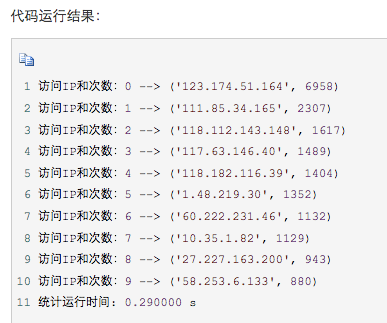 代码运行结果：
1 访问IP和次数：0 --> ('123.174.51.164', 6958)
2 访问IP和次数：1 --> ('111.85.34.165', 2307)
3 访问IP和次数：2 --> ('118.112.143.148', 1617)
4 访问IP和次数：3 --> ('117.63.146.40', 1489)
5 访问IP和次数：4 --> ('118.182.116.39', 1404)
6 访问IP和次数：5 --> ('1.48.219.30', 1352)
7 访问IP和次数：6 --> ('60.222.231.46', 1132)
8 访问IP和次数：7 --> ('10.35.1.82', 1129)
9 访问IP和次数：8 --> ('27.227.163.200', 943)
10 访问IP和次数：9 --> ('58.253.6.133', 880)
11 统计运行时间：0.290000 s